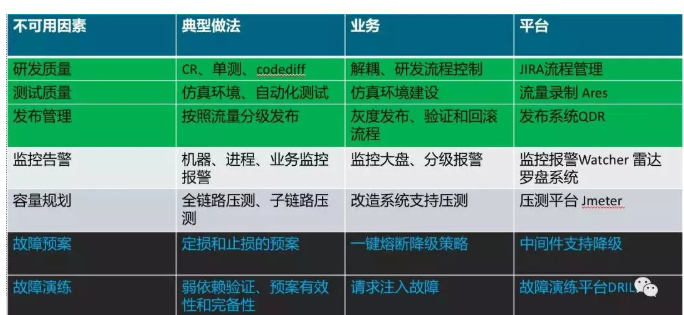 不可用因素 典型做法 业务 平台
研发质量 CR、单测、codediff 解耦、研发流程控制 JIRA流程管理
测试质量 仿真环境、自动化测试 仿真环境建设 流量录制 Ares
发布管理 按照流量分级发布 灰度发布、验证和回滚 发布系统QDR
流程
监控告警 机器、进程、业务监控 监控大盘、分级报警 监控报警Watcher 雷达
报警 罗盘系统
容量规划 全链路压测、子链路压 改造系统支持压测 压测平台 Jmeter
测
故障预案 定损和止损的预案 一键熔断降级策略 中间件支持降级
故障演练 弱依赖验证、预案有效 请求注入故障 故障演练平台DRIL
性和完备性